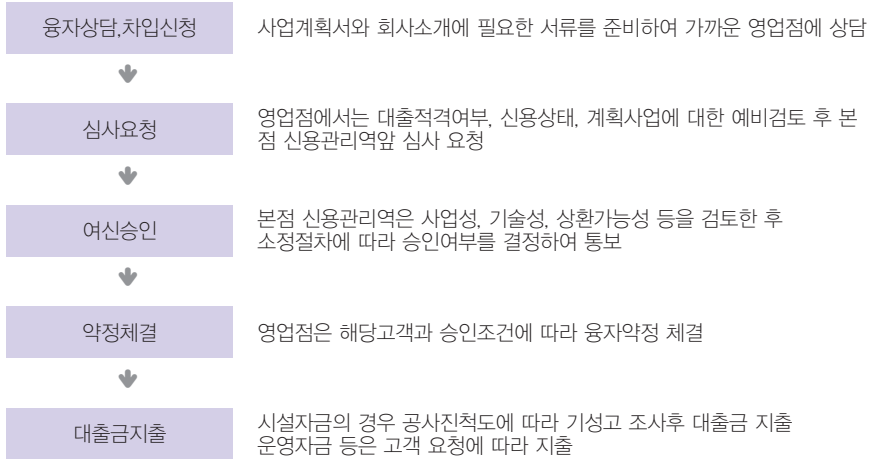 융자상담,차입신청
사업계획서와 회사소개에 필요한 서류를 준비하여 가까운 영업점에 상담
심사요청
영업점에서는 대출적격여부, 신용상태, 계획사업에 대한 예비검토 후 본
점 신용관리역앞 심사 요청
여신승인
본점 신용관리역은 사업성, 기술성, 상환가능성 등을 검토한 후
소정절차에 따라 승인여부를 결정하여 통보
약정체결
영업점은 해당고객과 승인조건에 따라 융자약정 체결
대출금지출
시설자금의 경우 공사진척도에 따라 기성고 조사후 대출금 지출
운영자금 등은 고객 요청에 따라 지출